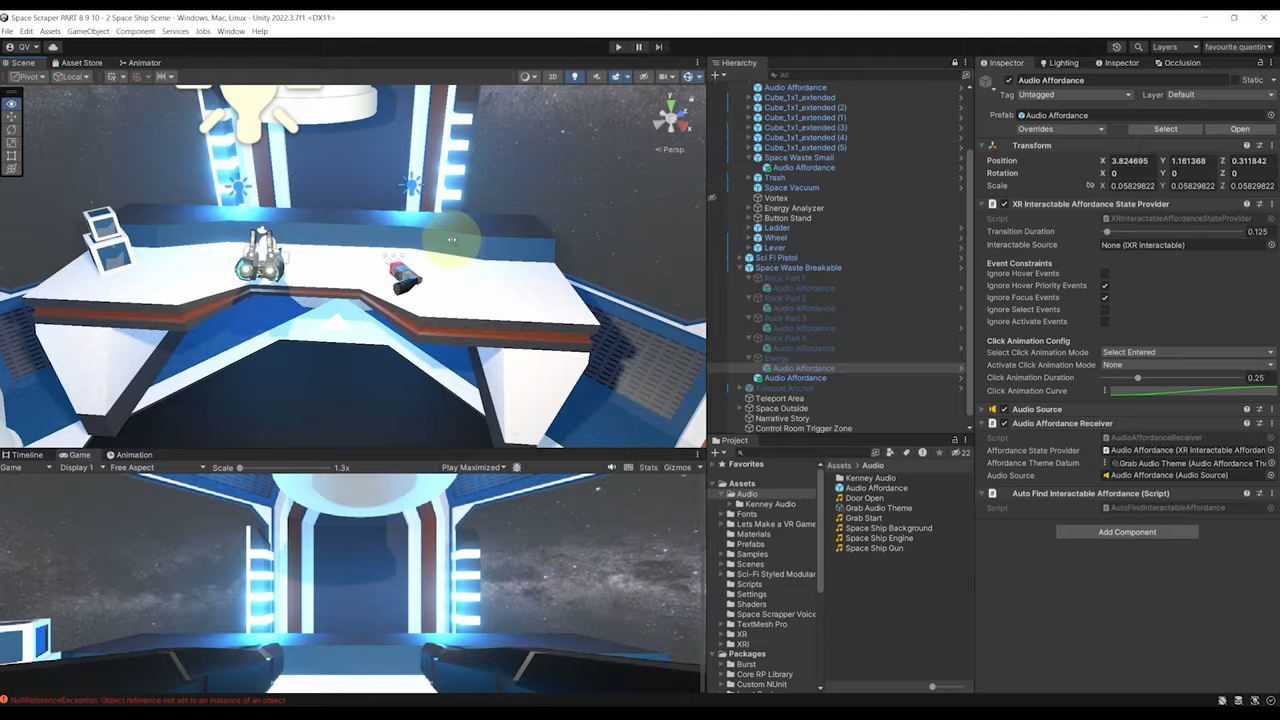 Space Scraper PART 8 9 10 - 2 Space Ship Scene - Windows, Mac, Linux - Unity 2022.3.7f1 <DX11>
File Edit Assets GameObject Component Services Jobs Window Help
QV Layers favourite quentin
Scene Asset Store Animator
Pivot Local 2D
y x z
Persp
Hierarchy
All
Audio Affordance
Cube_1x1_extended
Cube_1x1_extended (2)
Cube_1x1_extended (1)
Cube_1x1_extended (3)
Cube_1x1_extended (4)
Cube_1x1_extended (5)
Space Waste Small
Audio Affordance
Trash
Space Vacuum
Vortex
Energy Analyzer
Button Stand
Ladder
Wheel
Lever
Sci Fi Pistol
Space Waste Breakable
Rock Part 1
Audio Affordance
Rock Part 2
Audio Affordance
Rock Part 3
Audio Affordance
Rock Part 4
Audio Affordance
Energy
Audio Affordance
Audio Affordance
Teleport Anchor
Teleport Area
Space Outside
Narrative Story
Control Room Trigger Zone
Inspector Lighting Inspector Occlusion
Audio Affordance Static
Tag Untagged Layer Default
Prefab Audio Affordance
Overrides Select Open
Transform
Position X 3.824695 Y 1.161368 Z 0.311842
Rotation X 0 Y 0 Z 0
Scale X 0.05829822 Y 0.05829822 Z 0.05829822
XR Interactable Affordance State Provider
Script XRInteractableAffordanceStateProvider
Transition Duration 0.125
Interactable Source None (IXR Interactable)
Event Constraints
Ignore Hover Events
Ignore Hover Priority Events
Ignore Focus Events
Ignore Select Events
Ignore Activate Events
Click Animation Config
Select Click Animation Mode Select Entered
Activate Click Animation Mode None
Click Animation Duration 0.25
Click Animation Curve
Audio Source
Audio Affordance Receiver
Script AudioAffordanceReceiver
Affordance State Provider Audio Affordance (XR Interactable Affordan
Affordance Theme Datum Grab Audio Theme (Audio Affordance Th
Audio Source Audio Affordance (Audio Source)
Auto Find Interactable Affordance (Script)
Script AutoFindInteractableAffordance
Add Component
Timeline Game Animation
Game Display 1 Free Aspect Scale 1.3x Play Maximized Stats Gizmos
Project
22
Favorites
Assets
Audio
Kenney Audio
Fonts
Lets Make a VR Game
Materials
Prefabs
Samples
Scenes
Sci-Fi Styled Modular
Scripts
Settings
Shaders
Space Scrapper Voice
TextMesh Pro
XR
XRI
Packages
Burst
Core RP Library
Custom NUnit
Assets > Audio
Kenney Audio
Audio Affordance
Door Open
Grab Audio Theme
Grab Start
Space Ship Background
Space Ship Engine
Space Ship Gun
NullReferenceException: Object reference not set to an instance of an object